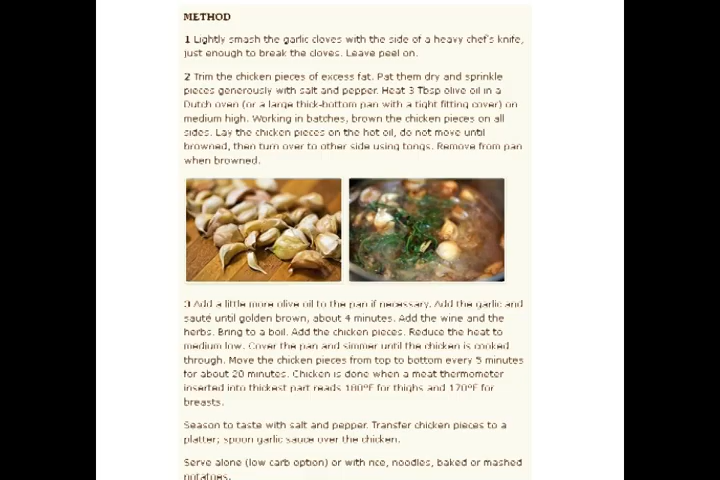 METHOD
1 Lightly smash the garlic cloves with the side of a heavy chef's knife,
just enough to break the cloves. Leave peel on.
2 Trim the chicken pieces of excess fat. Pat them dry and sprinkle
pieces generously with salt and pepper. Heat 3 Tbsp olive oil in a
Dutch oven (or a large thick-bottom pan with a tight fitting cover) on
medium high. Working in batches, brown the chicken pieces on all
sides. Lay the chicken pieces on the hot oil, do not move until
browned, then turn over to other side using tongs. Remove from pan
when browned.
3 Add a little more olive oil to the pan if necessary. Add the garlic and
sauté until golden brown, about 4 minutes. Add the wine and the
herbs. Bring to a boil. Add the chicken pieces. Reduce the heat to
medium low. Cover the pan and simmer until the chicken is cooked
through. Move the chicken pieces from top to bottom every 5 minutes
for about 20 minutes. Chicken is done when a meat thermometer
inserted into thickest part reads 180°F for thighs and 170°F for
breasts.
Season to taste with salt and pepper. Transfer chicken pieces to a
platter; spoon garlic sauce over the chicken.
Serve alone (low carb option) or with rice, noodles, baked or mashed
potatoes.